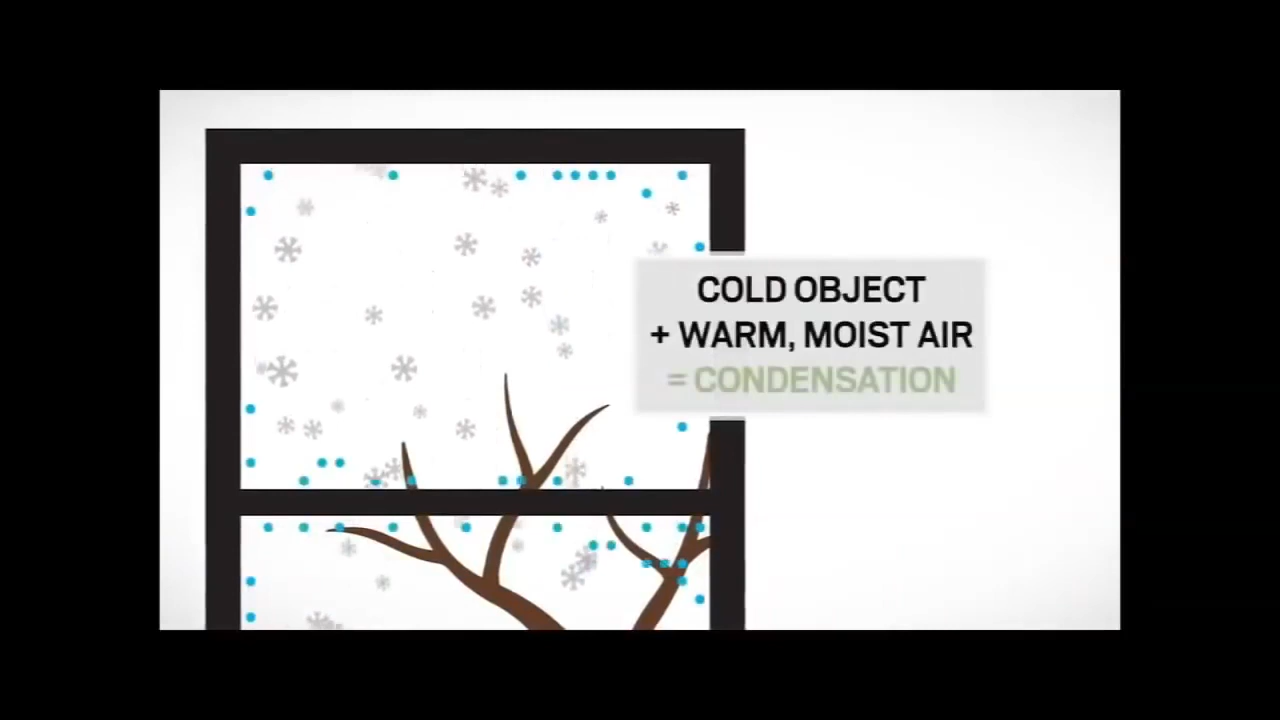 COLD OBJECT
+ WARM, MOIST AIR
= CONDENSATION